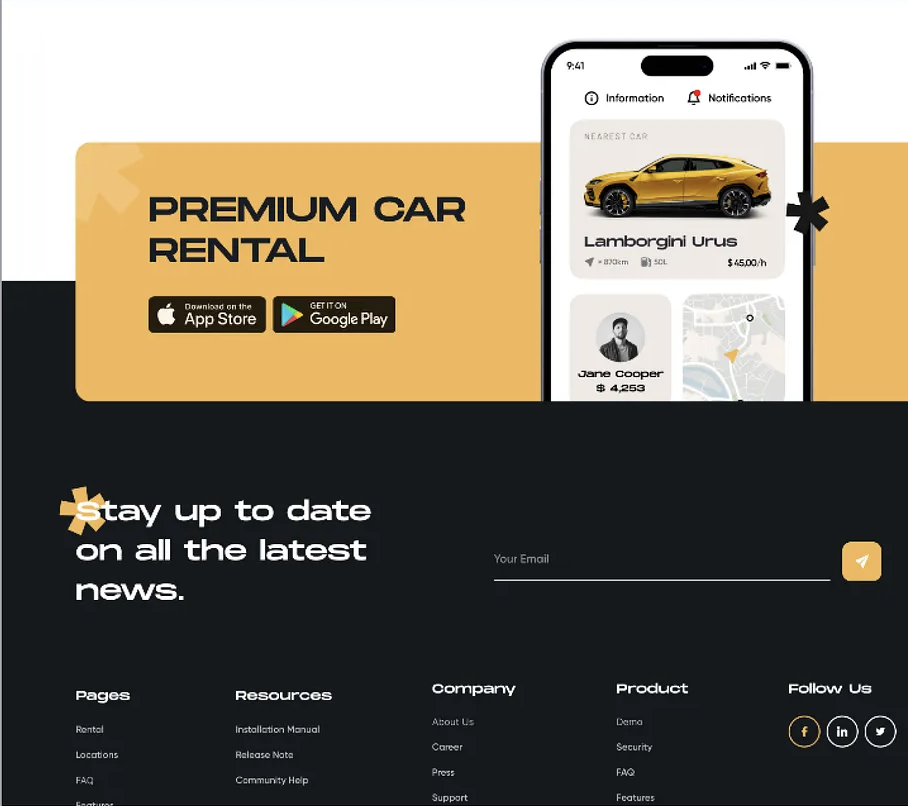 9:41
Information
Notifications
NEAREST CAR
Lamborgini Urus
> 870km
50L
$ 45,00/h
Jane Cooper
$ 4,253
PREMIUM CAR
RENTAL
Download on the
App Store
GET IT ON
Google Play
Stay up to date
on all the latest
news.
Your Email
Pages
Rental
Locations
FAQ
Features
Resources
Installation Manual
Release Note
Community Help
Company
About Us
Career
Press
Support
Product
Demo
Security
FAQ
Features
Follow Us
f
in